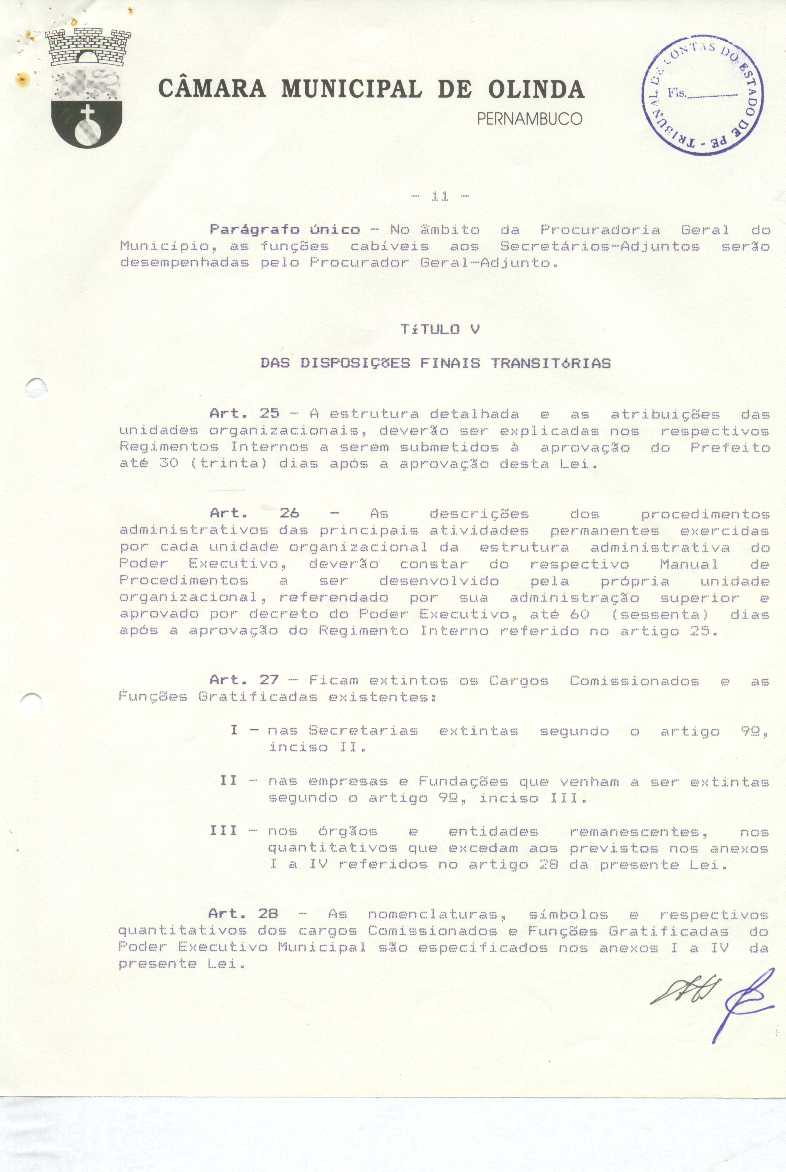 CÂMARA MUNICIPAL DE OLINDA
PERNAMBUCO
TRIBUNAL DE CONTAS DO ESTADO DE PE -
Fls.
- 11 -
Parágrafo único - No âmbito da Procuradoria Geral do
Município, as funções cabíveis aos Secretários-Adjuntos serão
desempenhadas pelo Procurador Geral-Adjunto.
TíTULO V
DAS DISPOSIÇõES FINAIS TRANSITóRIAS
Art. 25 - A estrutura detalhada e as atribuições das
unidades organizacionais, deverão ser explicadas nos respectivos
Regimentos Internos a serem submetidos à aprovação do Prefeito
até 30 (trinta) dias após a aprovação desta Lei.
Art. 26 - As descrições dos procedimentos
administrativos das principais atividades permanentes exercidas
por cada unidade organizacional da estrutura administrativa do
Poder Executivo, deverão constar do respectivo Manual de
Procedimentos a ser desenvolvido pela própria unidade
organizacional, referendado por sua administração superior e
aprovado por decreto do Poder Executivo, até 60 (sessenta) dias
após a aprovação do Regimento Interno referido no artigo 25.
Art. 27 - Ficam extintos os Cargos Comissionados e as
Funções Gratificadas existentes:
I - nas Secretarias extintas segundo o artigo 9º,
inciso II.
II - nas empresas e Fundações que venham a ser extintas
segundo o artigo 9º, inciso III.
III - nos órgãos e entidades remanescentes, nos
quantitativos que excedam aos previstos nos anexos
I a IV referidos no artigo 28 da presente Lei.
Art. 28 - As nomenclaturas, símbolos e respectivos
quantitativos dos cargos Comissionados e Funções Gratificadas do
Poder Executivo Municipal são especificados nos anexos I a IV da
presente Lei.